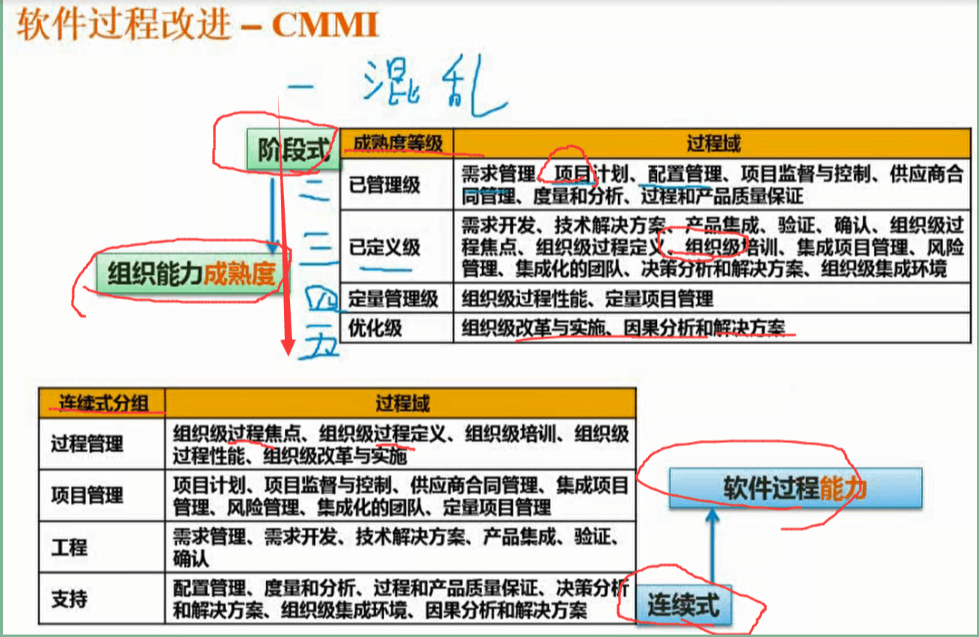 软件过程改进 – CMMI
一 混乱
阶段式
成熟度等级 过程域
二 已管理级 需求管理、项目计划、配置管理、项目监督与控制、供应商合
同管理、度量和分析、过程和产品质量保证
三 已定义级 需求开发、技术解决方案、产品集成、验证、确认、组织级过
程焦点、组织级过程定义、组织级培训、集成项目管理、风险
管理、集成化的团队、决策分析和解决方案、组织级集成环境
组织能力成熟度
四 定量管理级 组织级过程性能、定量项目管理
五 优化级 组织级改革与实施、因果分析和解决方案
连续式分组 过程域
过程管理 组织级过程焦点、组织级过程定义、组织级培训、组织级
过程性能、组织级改革与实施
项目管理 项目计划、项目监督与控制、供应商合同管理、集成项目
管理、风险管理、集成化的团队、定量项目管理
工程 需求管理、需求开发、技术解决方案、产品集成、验证、
确认
支持 配置管理、度量和分析、过程和产品质量保证、决策分析
和解决方案、组织级集成环境、因果分析和解决方案
软件过程能力
连续式